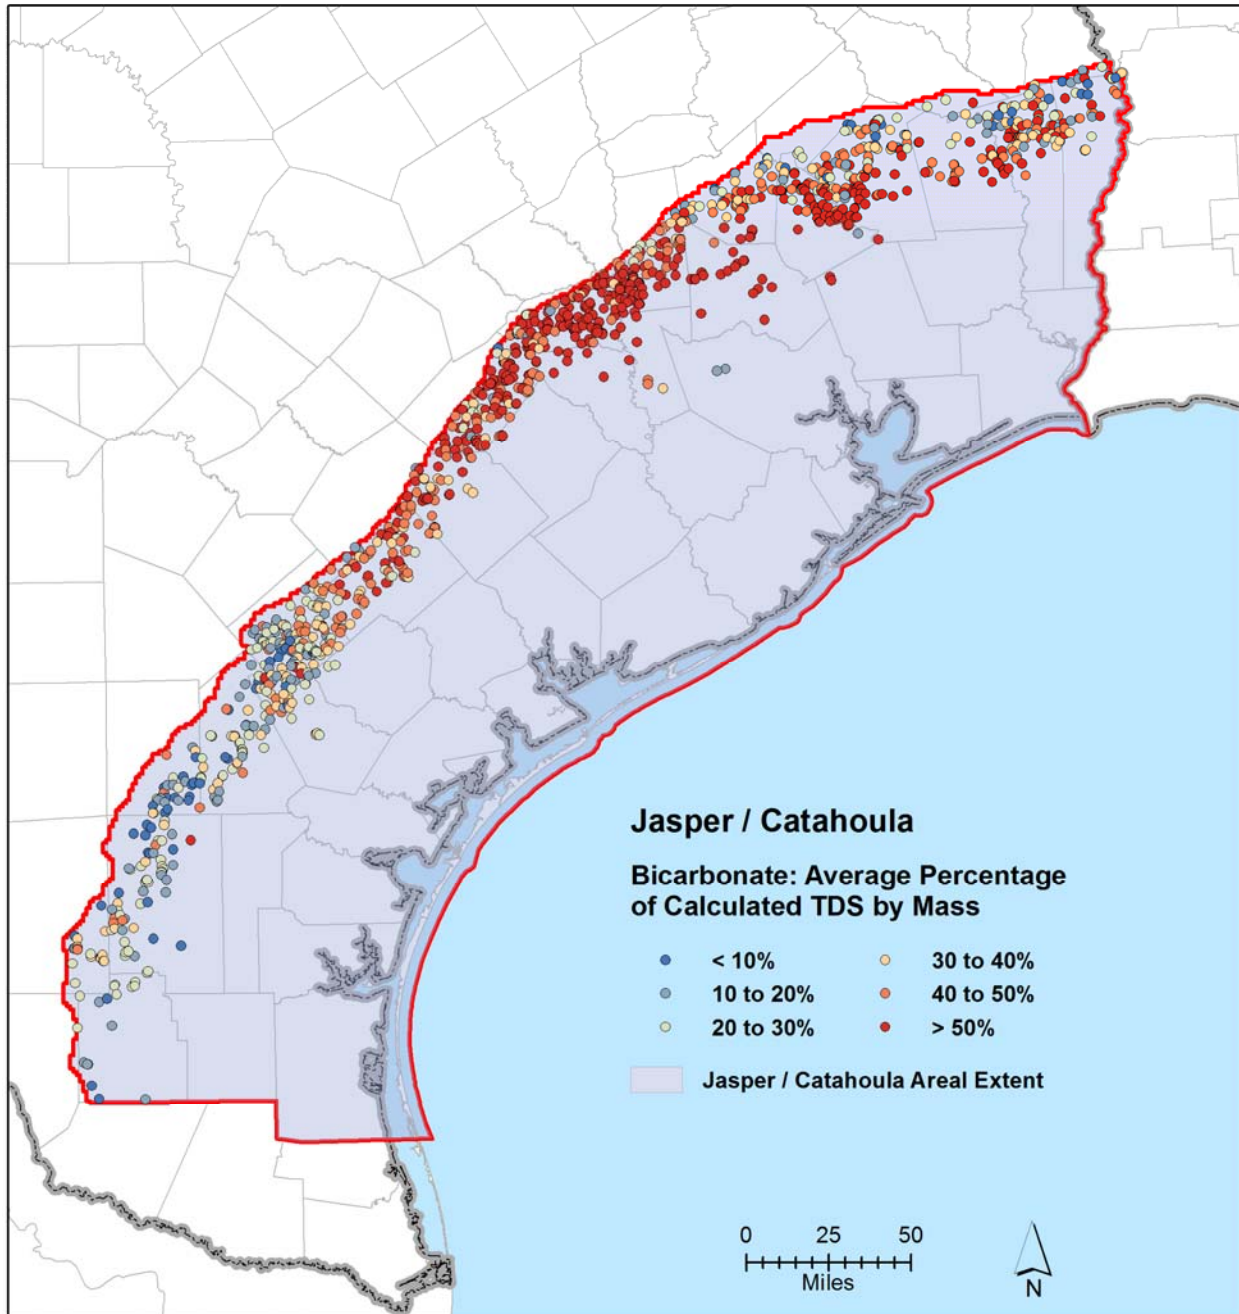 Jasper / Catahoula
Bicarbonate: Average Percentage
of Calculated TDS by Mass
< 10%
30 to 40%
10 to 20%
40 to 50%
20 to 30%
> 50%
Jasper / Catahoula Areal Extent
0 25 50
Miles
N